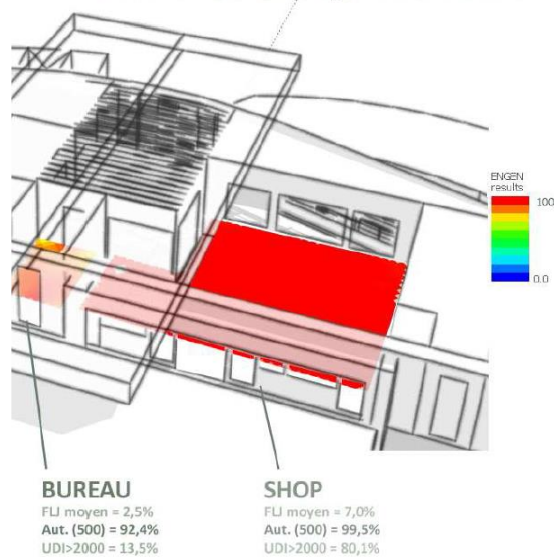 ENGEN
results
100
0.0
BUREAU
FLJ moyen = 2,5%
Aut. (500) = 92,4%
UDI>2000 = 13,5%
SHOP
FLJ moyen = 7,0%
Aut. (500) = 99,5%
UDI>2000 = 80,1%